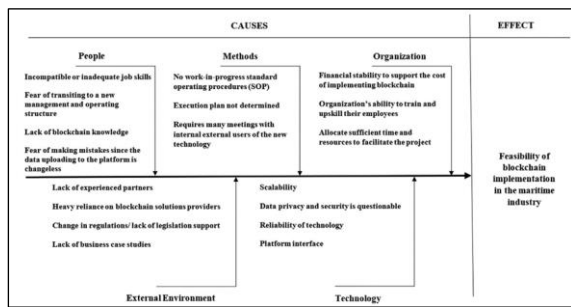 CAUSES
EFFECT
People
Methods
Organization
Incompatible or inadequate job skills
Fear of transiting to a new
management and operating
structure
Lack of blockchain knowledge
Fear of making mistakes since the
data uploading to the platform is
changeless
No work-in-progress standard
operating procedures (SOP)
Execution plan not determined
Requires many meetings with
internal external users of the new
technology
Financial stability to support the cost
of implementing blockchain
Organization's ability to train and
upskill their employees
Allocate sufficient time and
resources to facilitate the project
Feasibility of
blockchain
implementation
in the maritime
industry
Lack of experienced partners
Heavy reliance on blockchain solutions providers
Change in regulations/ lack of legislation support
Lack of business case studies
Scalability
Data privacy and security is questionable
Reliability of technology
Platform interface
External Environment
Technology